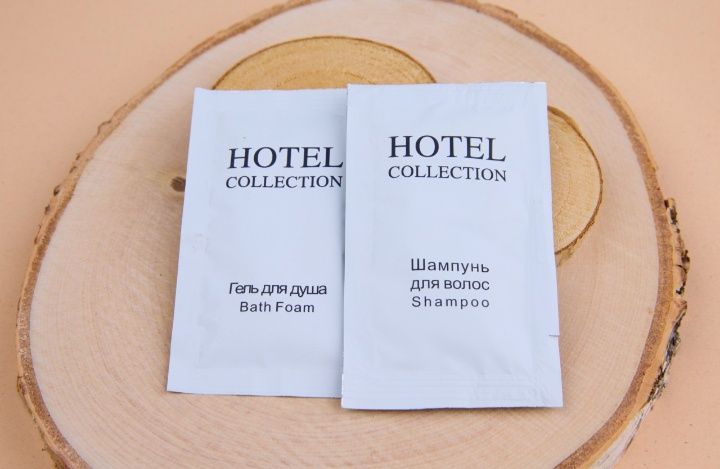 HOTEL
COLLECTION
Гель для душа
Bath Foam
HOTEL
COLLECTION
Шампунь
для волос
Shampoo